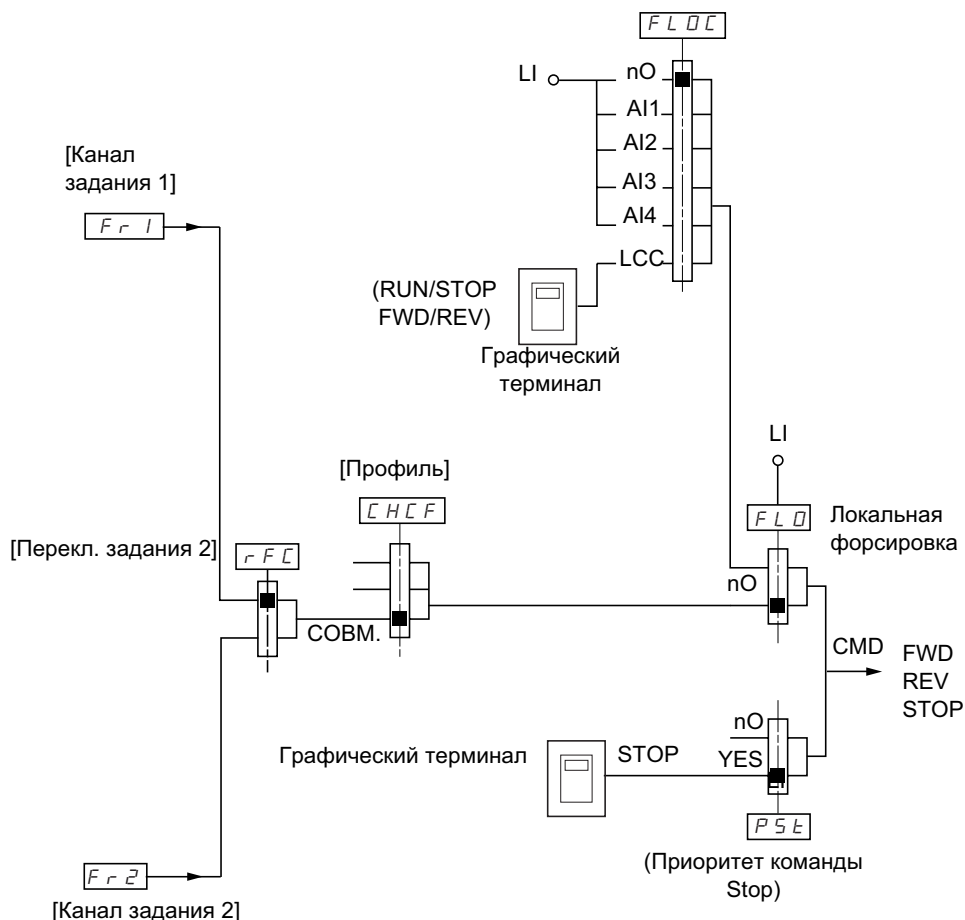 FLOC
LI
nO
AI1
AI2
AI3
AI4
LCC
[Канал
задания 1]
Fr1
(RUN/STOP
FWD/REV)
Графический
терминал
LI
[Профиль]
CHCF
FLO
Локальная
форсировка
[Перекл. задания 2]
rFC
nO
СОВМ.
CMD
FWD
REV
STOP
nO
Графический терминал
STOP
YES
LI
PSt
(Приоритет команды
Stop)
Fr2
[Канал задания 2]